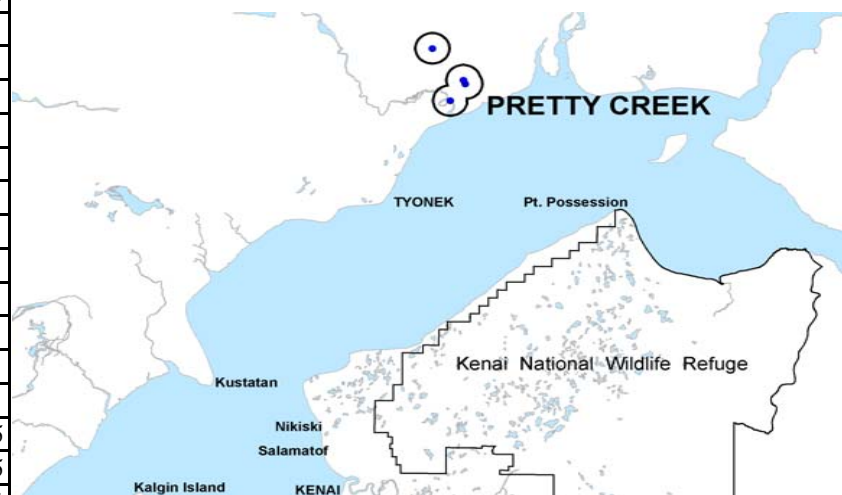 PRETTY CREEK
TYONEK
Pt. Possession
Kenai National Wildlife Refuge
Kustatan
Nikiski
Salamatof
Kalgin Island
KENAI